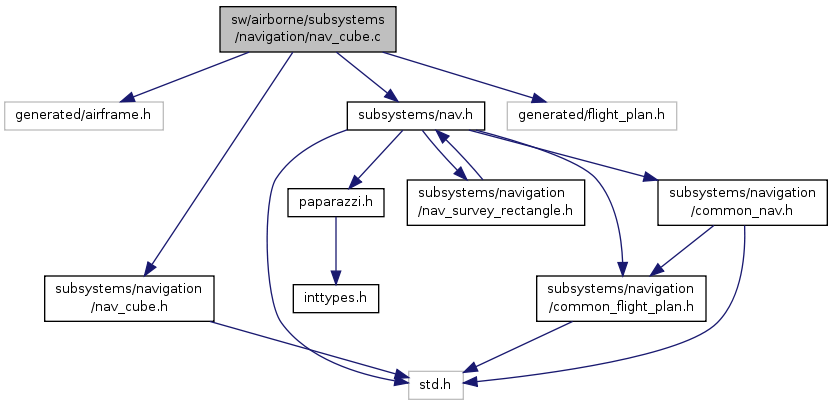 sw/airborne/subsystems
/navigation/nav_cube.c
generated/airframe.h
subsystems/nav.h
generated/flight_plan.h
paparazzi.h
subsystems/navigation
/nav_survey_rectangle.h
subsystems/navigation
/common_nav.h
subsystems/navigation
/nav_cube.h
inttypes.h
subsystems/navigation
/common_flight_plan.h
std.h